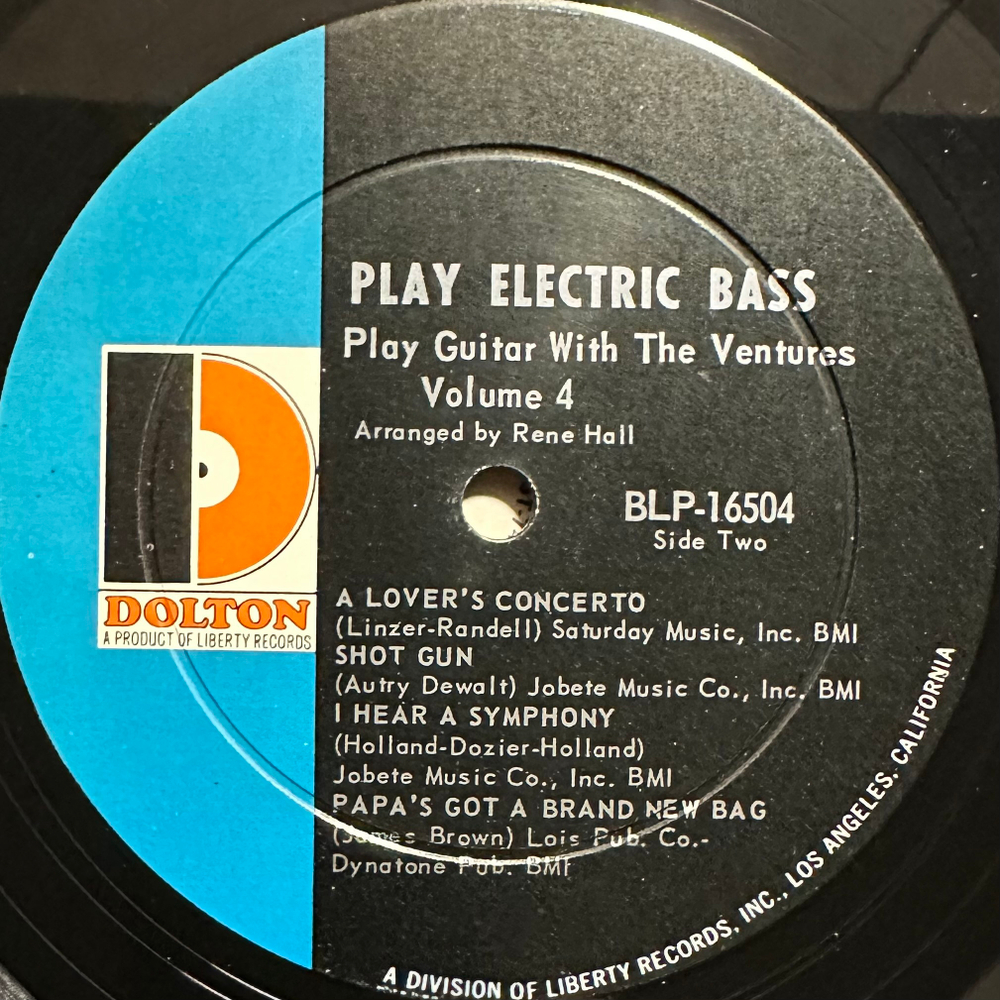 PLAY ELECTRIC BASS
Play Guitar With The Ventures
Volume 4
Arranged by Rene Hall
BLP-16504
Side Two
DOLTON
A PRODUCT OF LIBERTY RECORDS
A LOVER'S CONCERTO
(Linzer-Randell) Saturday Music, Inc. BMI
SHOT GUN
(Autry Dewalt) Jobete Music Co., Inc. BMI
I HEAR A SYMPHONY
(Holland-Dozier-Holland)
Jobete Music Co., Inc. BMI
PAPA'S GOT A BRAND NEW BAG
(James Brown) Lois Pub. Co.-
Dynatone Pub. BMI
A DIVISION OF LIBERTY RECORDS, INC., LOS ANGELES, CALIFORNIA